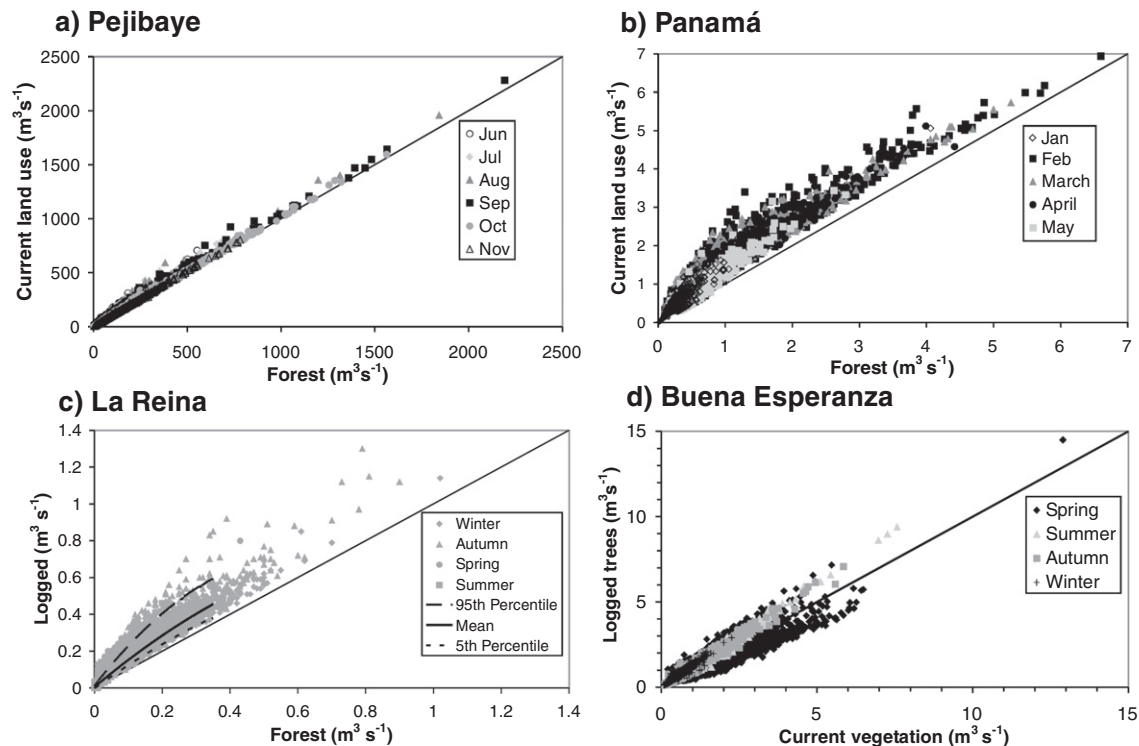 a) Pejibaye
Current land use (m³s⁻¹)
2500
2000
1500
1000
500
0
0 500 1000 1500 2000 2500
Forest (m³s⁻¹)
Jun
Jul
Aug
Sep
Oct
Nov
b) Panamá
Current land use (m³s⁻¹)
7
6
5
4
3
2
1
0
0 1 2 3 4 5 6 7
Forest (m³ s⁻¹)
Jan
Feb
March
April
May
c) La Reina
Logged (m³ s⁻¹)
1.4
1.2
1
0.8
0.6
0.4
0.2
0
0 0.2 0.4 0.6 0.8 1 1.2 1.4
Forest (m³ s⁻¹)
Winter
Autumn
Spring
Summer
95th Percentile
Mean
5th Percentile
d) Buena Esperanza
Logged trees (m³s⁻¹)
15
10
5
0
0 5 10 15
Current vegetation (m³ s⁻¹)
Spring
Summer
Autumn
Winter